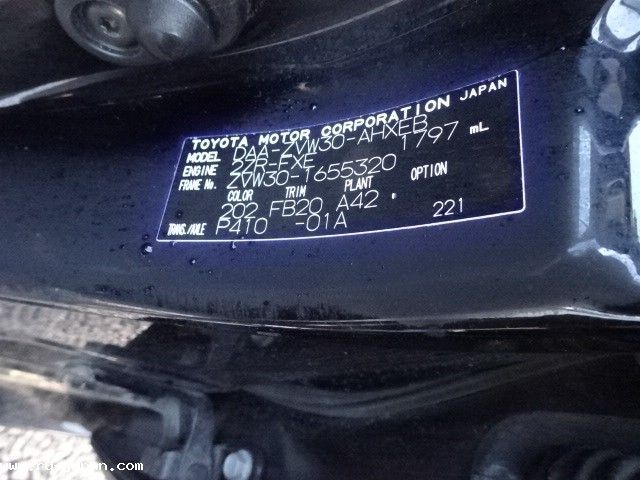 TOYOTA MOTOR CORPORATION JAPAN
MODEL DAA-ZVW30-AHXEB
ENGINE 2ZR-FXE 1797 mL
FRAME No. ZVW30-1655320
COLOR TRIM PLANT OPTION
202 FB20 A42
TRANS./AXLE P410 -01A 221